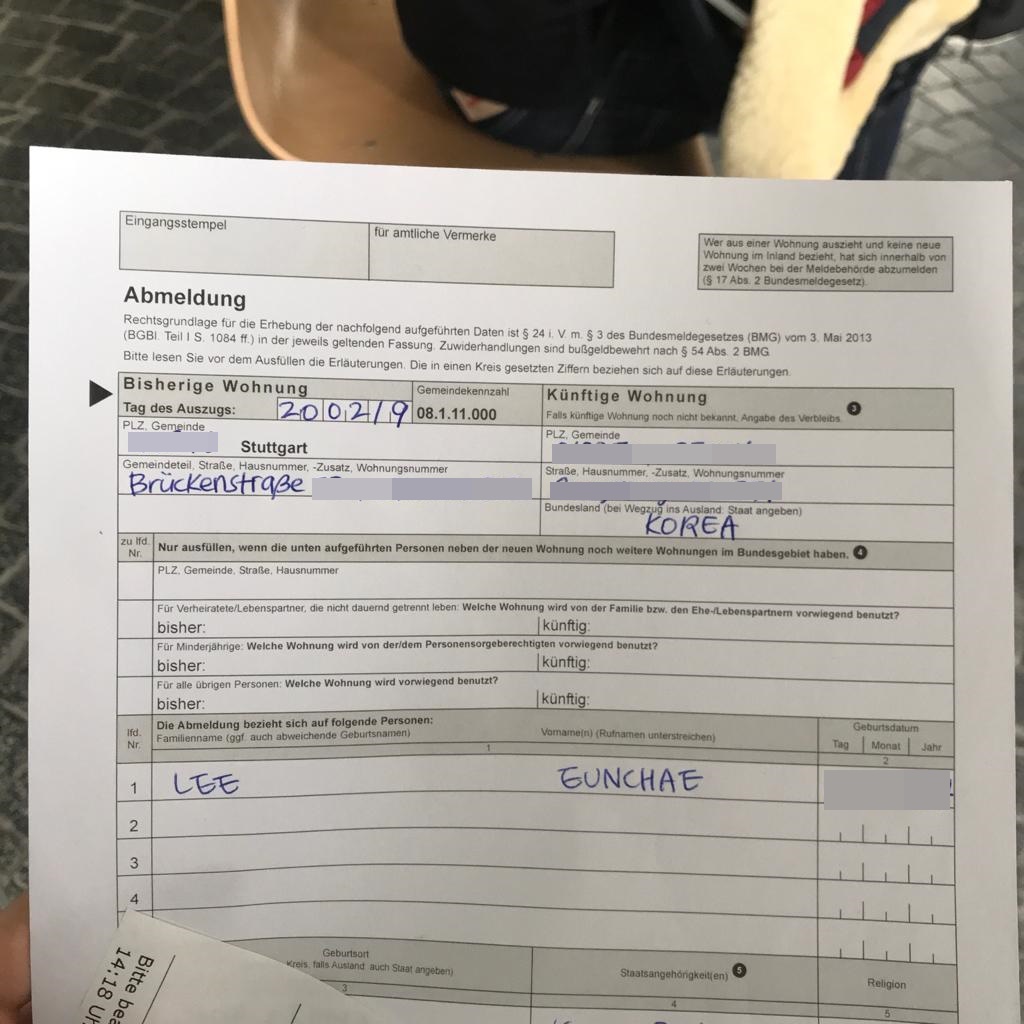 Eingangsstempel
für amtliche Vermerke
Wer aus einer Wohnung auszieht und keine neue
Wohnung im Inland bezieht, hat sich innerhalb von
zwei Wochen bei der Meldebehörde abzumelden
(§ 17 Abs. 2 Bundesmeldegesetz).
Abmeldung
Rechtsgrundlage für die Erhebung der nachfolgend aufgeführten Daten ist § 24 i. V. m. § 3 des Bundesmeldegesetzes (BMG) vom 3. Mai 2013
(BGBl. Teil I S. 1084 ff.) in der jeweils geltenden Fassung. Zuwiderhandlungen sind bußgeldbewehrt nach § 54 Abs. 2 BMG.
Bitte lesen Sie vor dem Ausfüllen die Erläuterungen. Die in einen Kreis gesetzten Ziffern beziehen sich auf diese Erläuterungen.
Bisherige Wohnung
Tag des Auszugs: 200219
Gemeindekennzahl
08.1.11.000
Künftige Wohnung
Falls künftige Wohnung noch nicht bekannt, Angabe des Verbleibs. 3
PLZ, Gemeinde
Stuttgart
PLZ, Gemeinde
Gemeindeteil, Straße, Hausnummer, -Zusatz, Wohnungsnummer
Brückenstraße
Straße, Hausnummer, -Zusatz, Wohnungsnummer
Bundesland (bei Wegzug ins Ausland: Staat angeben)
KOREA
zu lfd. Nr.
Nur ausfüllen, wenn die unten aufgeführten Personen neben der neuen Wohnung noch weitere Wohnungen im Bundesgebiet haben. 4
PLZ, Gemeinde, Straße, Hausnummer
Für Verheiratete/Lebenspartner, die nicht dauernd getrennt leben: Welche Wohnung wird von der Familie bzw. den Ehe-/Lebenspartnern vorwiegend benutzt?
bisher: künftig:
Für Minderjährige: Welche Wohnung wird von der/dem Personensorgeberechtigten vorwiegend benutzt?
bisher: künftig:
Für alle übrigen Personen: Welche Wohnung wird vorwiegend benutzt?
bisher: künftig:
lfd. Nr.
Die Abmeldung bezieht sich auf folgende Personen:
Familienname (ggf. auch abweichende Geburtsnamen)
1
Vorname(n) (Rufnamen unterstreichen)
Geburtsdatum
Tag Monat Jahr
2
1 LEE EUNCHAE
2
3
4
Geburtsort
Kreis, falls Ausland: auch Staat angeben)
3
Staatsangehörigkeit(en) 5
4
Religion
5
Bitte bea
14:18 Uh